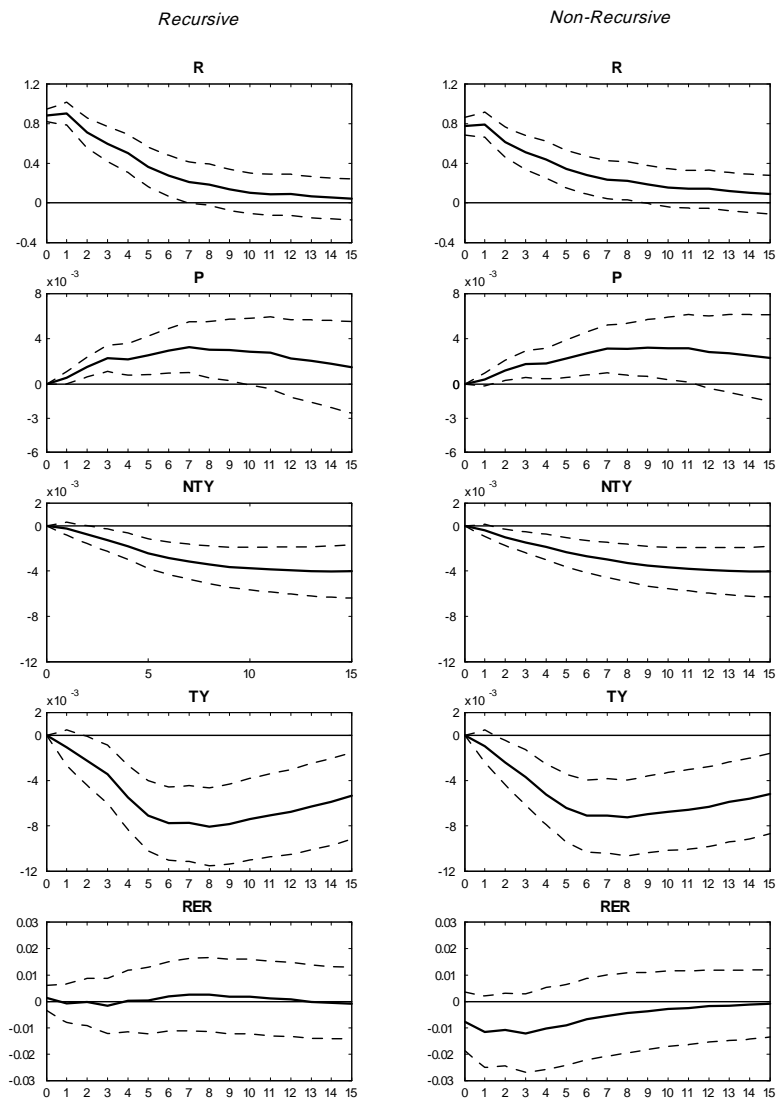 Recursive Non-Recursive
R R
1.2 1.2
0.8 0.8
0.4 0.4
0 0
-0.4 -0.4
0 1 2 3 4 5 6 7 8 9 10 11 12 13 14 15 0 1 2 3 4 5 6 7 8 9 10 11 12 13 14 15
x10 -3 P x10 -3 P
8 8
4 4
0 0
-3 -3
-6 -6
0 1 2 3 4 5 6 7 8 9 10 11 12 13 14 15 0 1 2 3 4 5 6 7 8 9 10 11 12 13 14 15
x10 -3 NTY x10 -3 NTY
2 2
0 0
-4 -4
-8 -8
-12 -12
0 5 10 15 0 1 2 3 4 5 6 7 8 9 10 11 12 13 14 15
x10 -3 TY x10 -3 TY
2 2
0 0
-4 -4
-8 -8
-12 -12
0 1 2 3 4 5 6 7 8 9 10 11 12 13 14 15 0 1 2 3 4 5 6 7 8 9 10 11 12 13 14 15
RER RER
0.03 0.03
0.02 0.02
0.01 0.01
0 0
-0.01 -0.01
-0.02 -0.02
-0.03 -0.03
0 1 2 3 4 5 6 7 8 9 10 11 12 13 14 15 0 1 2 3 4 5 6 7 8 9 10 11 12 13 14 15